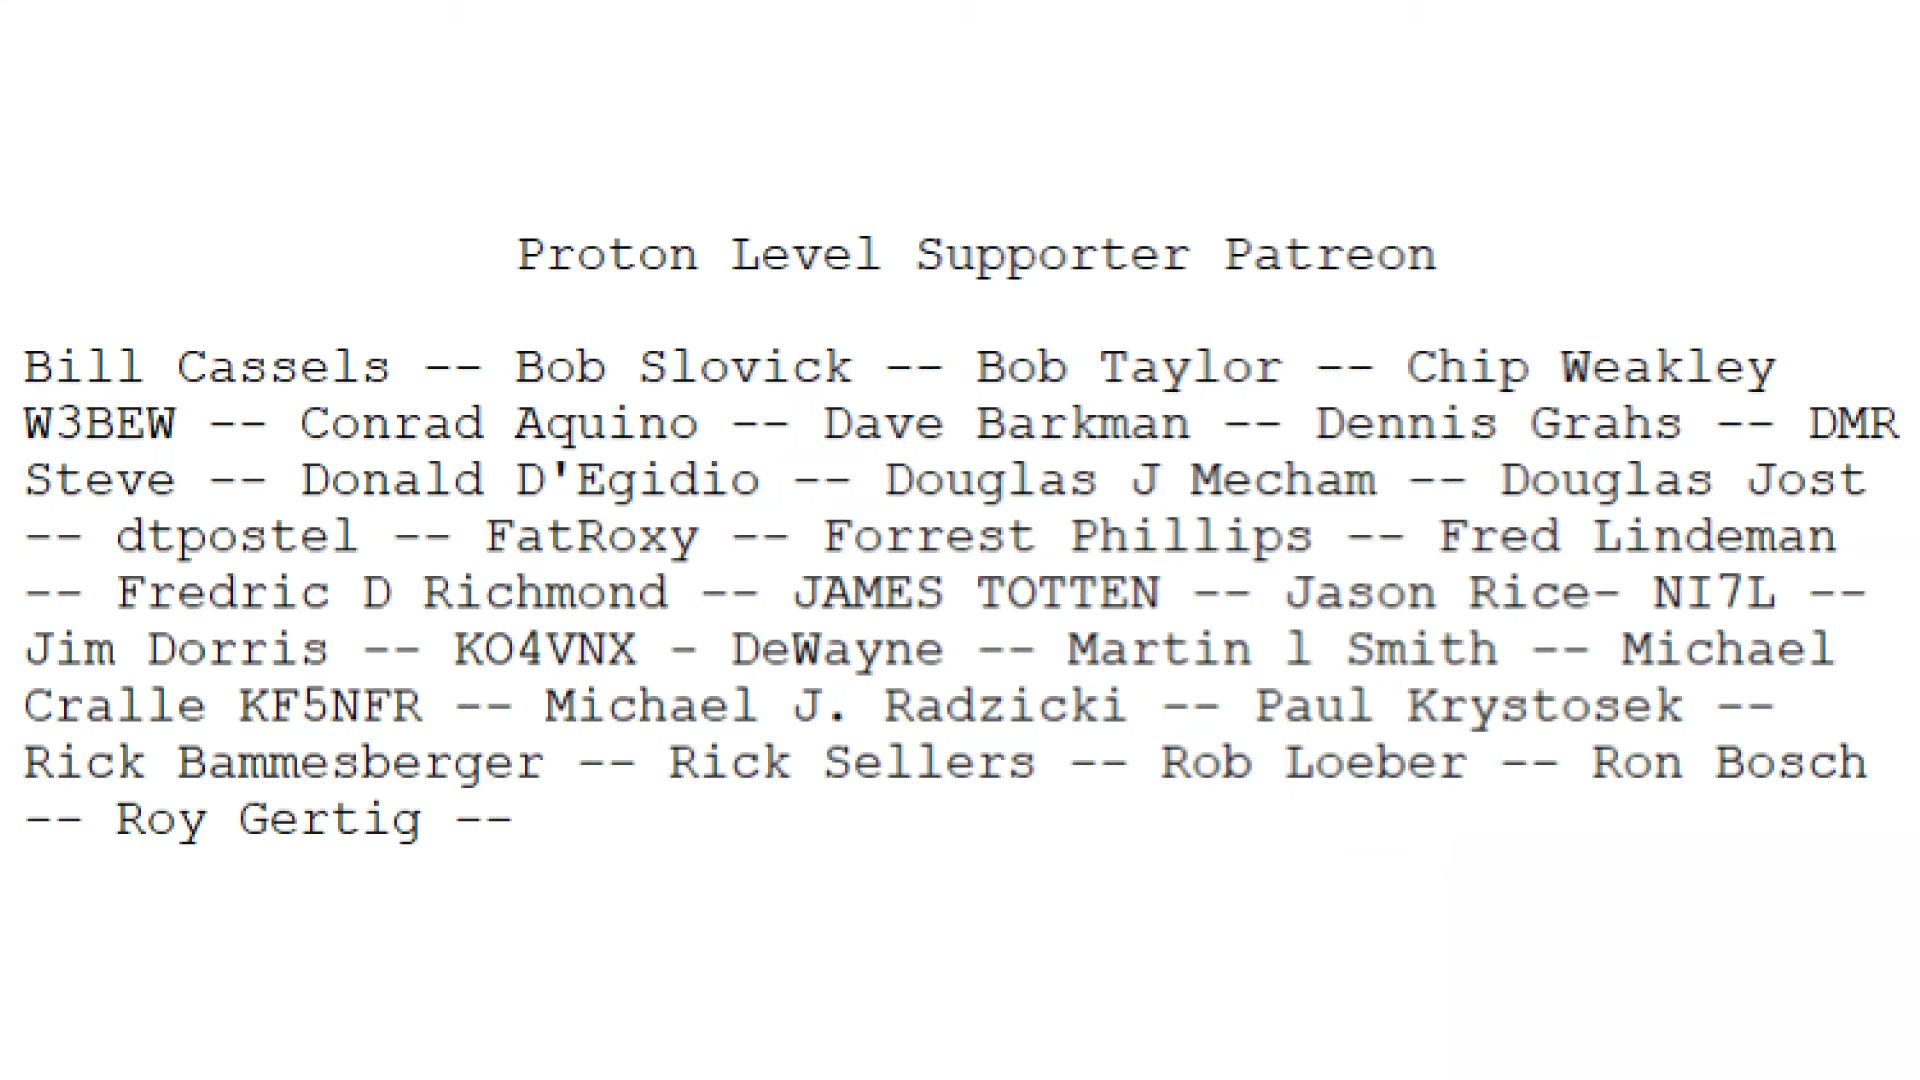 Proton Level Supporter Patreon
Bill Cassels -- Bob Slovick -- Bob Taylor -- Chip Weakley
W3BEW -- Conrad Aquino -- Dave Barkman -- Dennis Grahs -- DMR
Steve -- Donald D'Egidio -- Douglas J Mecham -- Douglas Jost
-- dtpostel -- FatRoxy -- Forrest Phillips -- Fred Lindeman
-- Fredric D Richmond -- JAMES TOTTEN -- Jason Rice- NI7L --
Jim Dorris -- KO4VNX - DeWayne -- Martin l Smith -- Michael
Cralle KF5NFR -- Michael J. Radzicki -- Paul Krystosek --
Rick Bammesberger -- Rick Sellers -- Rob Loeber -- Ron Bosch
-- Roy Gertig --